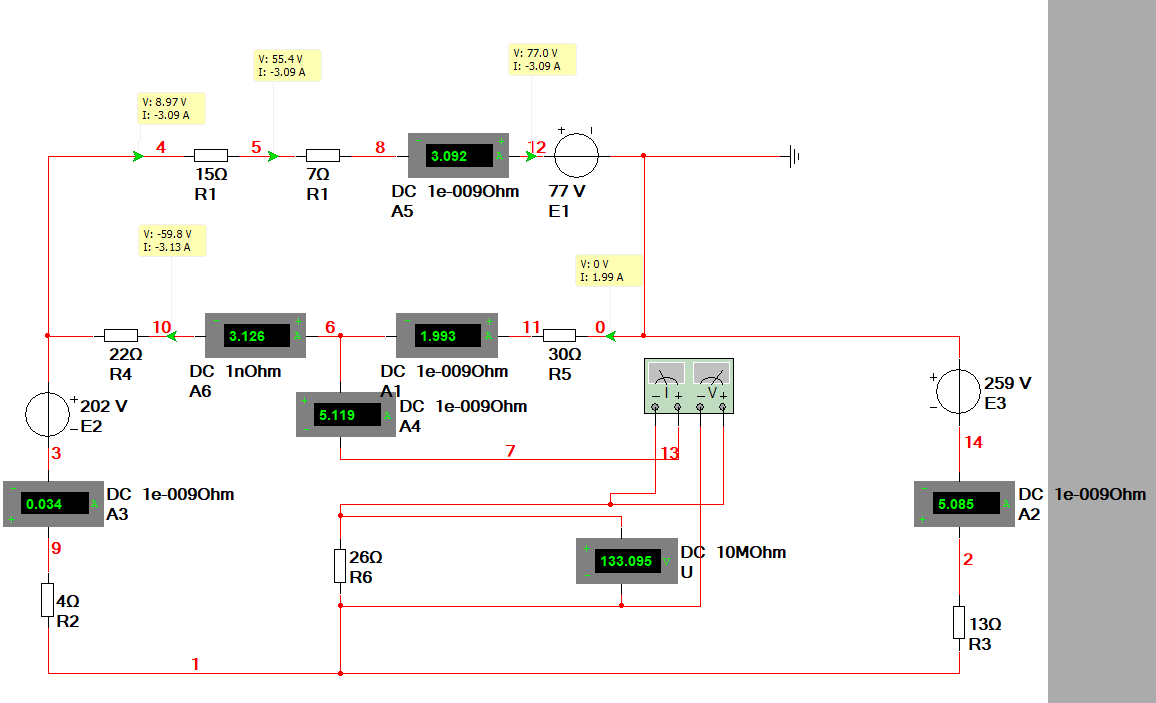 V: 77.0 V
I: -3.09 A
V: 55.4 V
I: -3.09 A
V: 8.97 V
I: -3.09 A
4
5
8
12
+
3.092
A
15Ω
R1
7Ω
R1
DC 1e-009Ohm
A5
77 V
E1
V: -59.8 V
I: -3.13 A
V: 0 V
I: 1.99 A
10
6
11
0
3.126
A
1.993
A
22Ω
R4
DC 1nOhm
A6
DC 1e-009Ohm
A1
30Ω
R5
I
V
− + − +
202 V
E2
+
−
5.119
A
DC 1e-009Ohm
A4
259 V
E3
+
−
3
7
13
14
0.034
A
DC 1e-009Ohm
A3
5.085
A
DC 1e-009Ohm
A2
9
26Ω
R6
133.095
V
DC 10MOhm
U
2
4Ω
R2
13Ω
R3
1